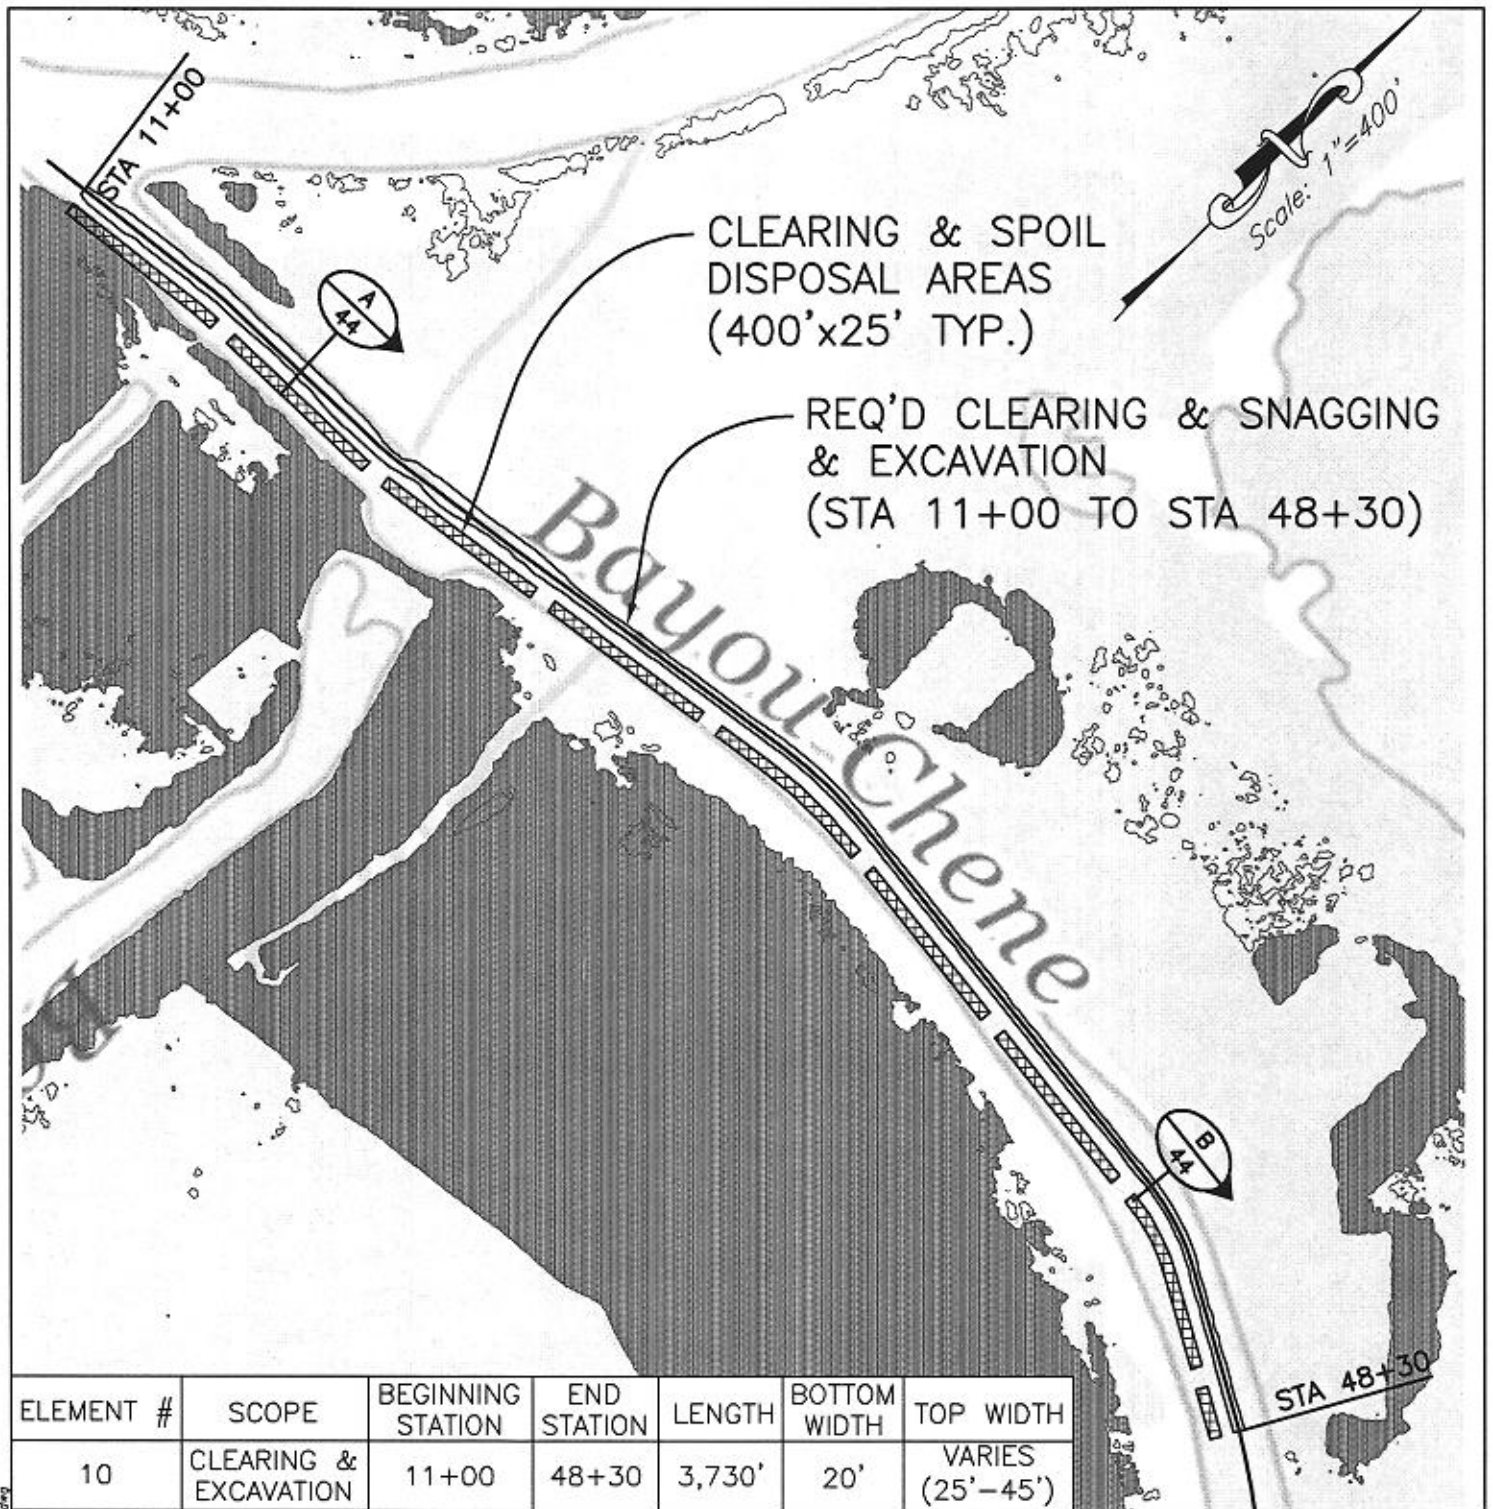 STA 11+00
Scale: 1"=400'
CLEARING & SPOIL
DISPOSAL AREAS
(400'x25' TYP.)
A
44
REQ'D CLEARING & SNAGGING
& EXCAVATION
(STA 11+00 TO STA 48+30)
Bayou Chene
B
44
STA 48+30
ELEMENT #
SCOPE
BEGINNING
STATION
END
STATION
LENGTH
BOTTOM
WIDTH
TOP WIDTH
10
CLEARING &
EXCAVATION
11+00
48+30
3,730'
20'
VARIES
(25'-45')